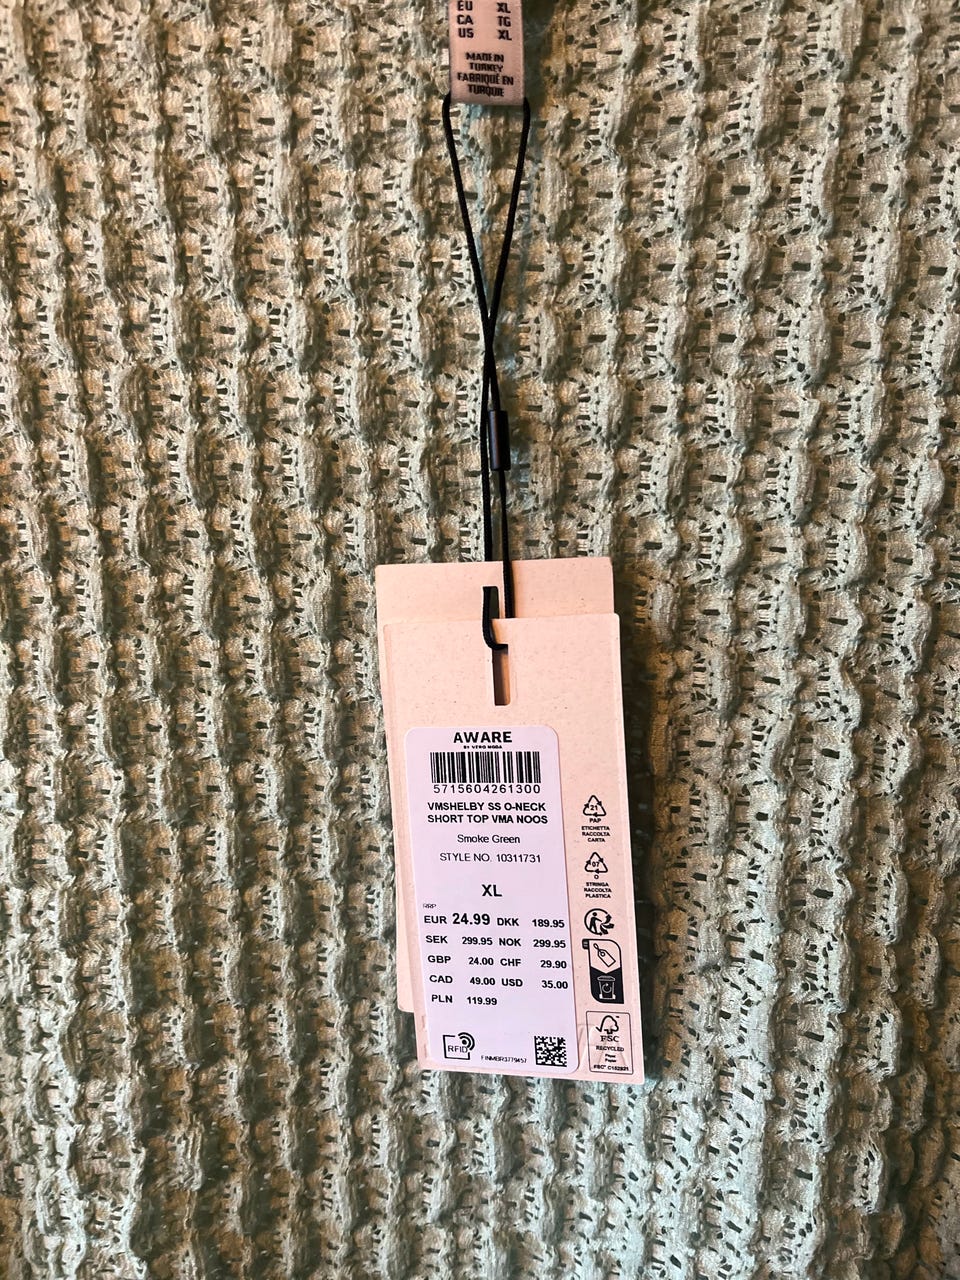 EU XL
CA TG
US XL
MADE IN
TURKEY
FABRIQUÉ EN
TURQUIE
AWARE
BY VERO MODA
5715604261300
VMSHELBY SS O-NECK
SHORT TOP VMA NOOS
Smoke Green
STYLE NO. 10311731
XL
RRP
EUR 24.99 DKK 189.95
SEK 299.95 NOK 299.95
GBP 24.00 CHF 29.90
CAD 49.00 USD 35.00
PLN 119.99
RFID
21
PAP
ETICHETTA
RACCOLTA
CARTA
07
O
STRINGA
RACCOLTA
PLASTICA
FSC
RECYCLED
Paper